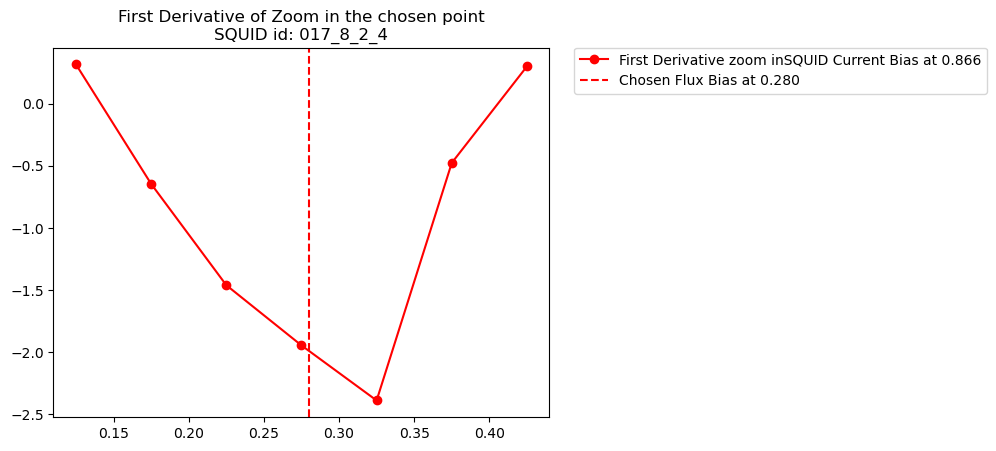 First Derivative of Zoom in the chosen point
SQUID id: 017_8_2_4
First Derivative zoom inSQUID Current Bias at 0.866
Chosen Flux Bias at 0.280
0.0
−0.5
−1.0
−1.5
−2.0
−2.5
0.15 0.20 0.25 0.30 0.35 0.40